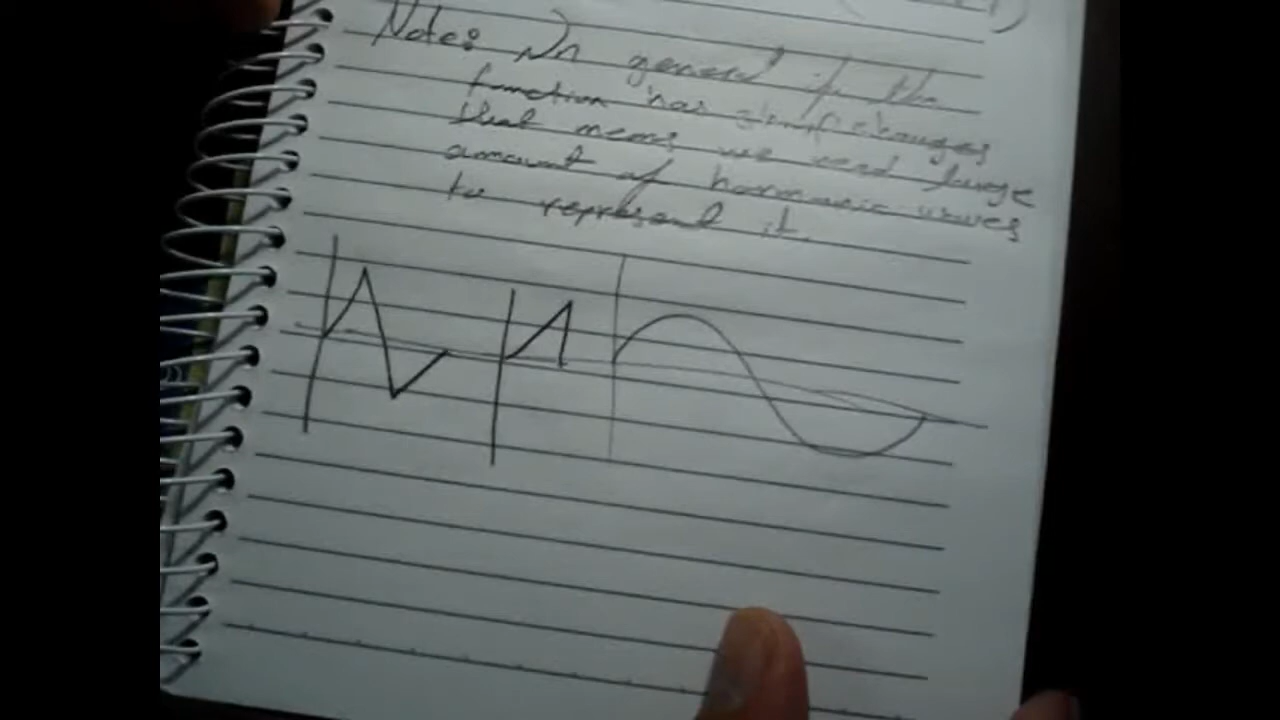 Note: In general if the
function has changes
that means we need large
amount of harmonic waves
to represent it.